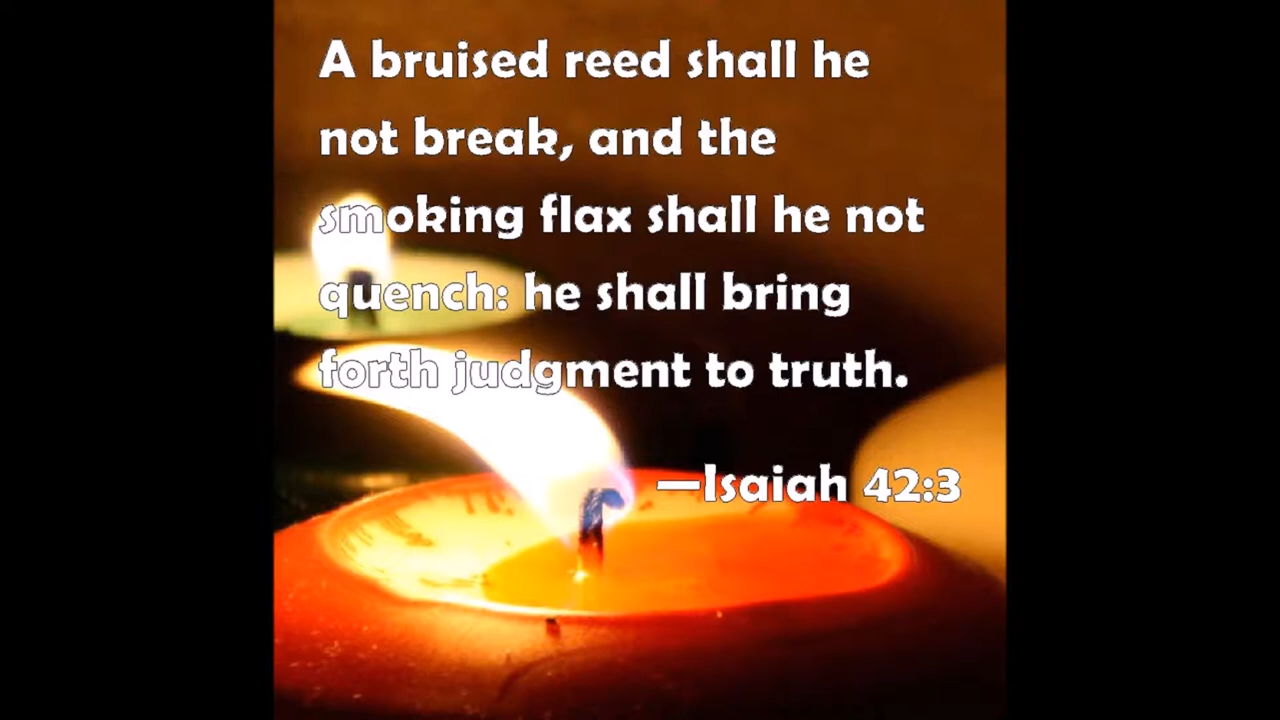 A bruised reed shall he
not break, and the
smoking flax shall he not
quench: he shall bring
forth judgment to truth.
—Isaiah 42:3